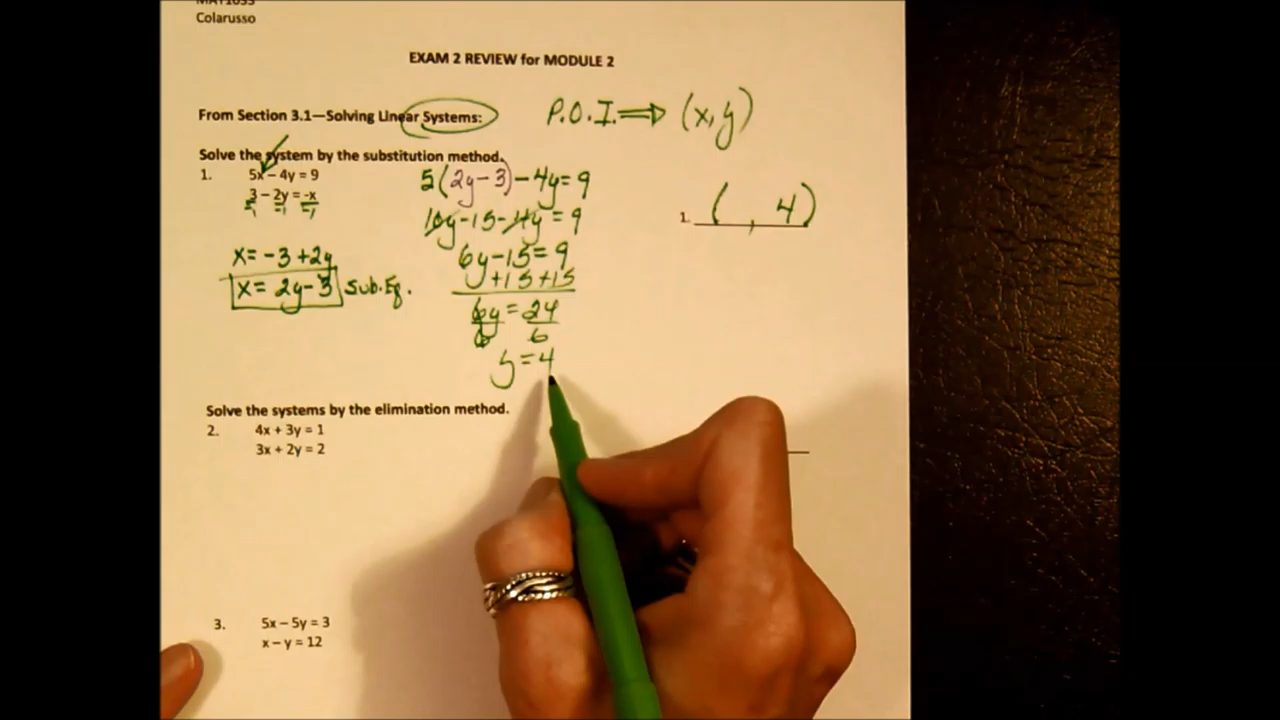 Colarusso
EXAM 2 REVIEW for MODULE 2
From Section 3.1—Solving Linear Systems:
P.O.I. ⇒ (x,y)
Solve the system by the substitution method.
1. 5x – 4y = 9
3 – 2y = -x
-1 -1 -1
x = -3 + 2y
x = 2y - 3 Sub.Eq.
5(2y - 3) - 4y = 9
10y - 15 - 4y = 9
6y - 15 = 9
+15 +15
6y = 24
6 6
y = 4
1. ( , 4)
Solve the systems by the elimination method.
2. 4x + 3y = 1
3x + 2y = 2
3. 5x – 5y = 3
x – y = 12